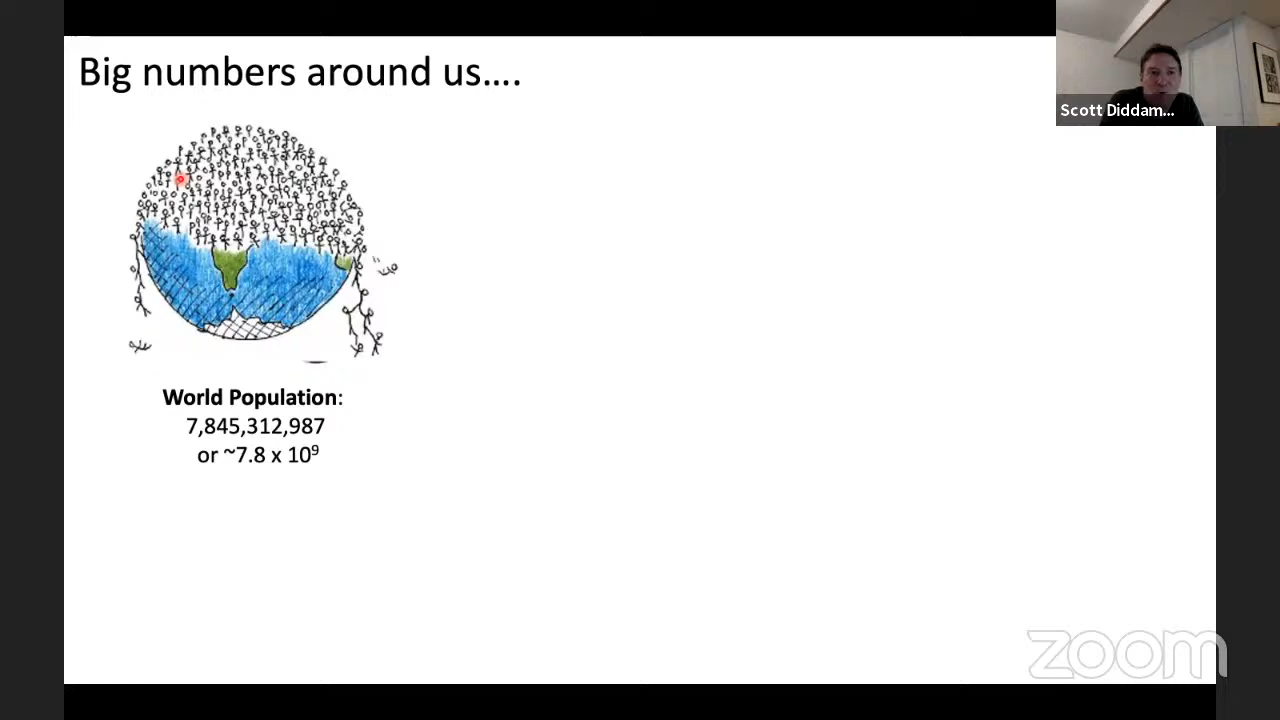 Big numbers around us....
Scott Diddam...
World Population:
7,845,312,987
or ~7.8 x 10⁹
zoom